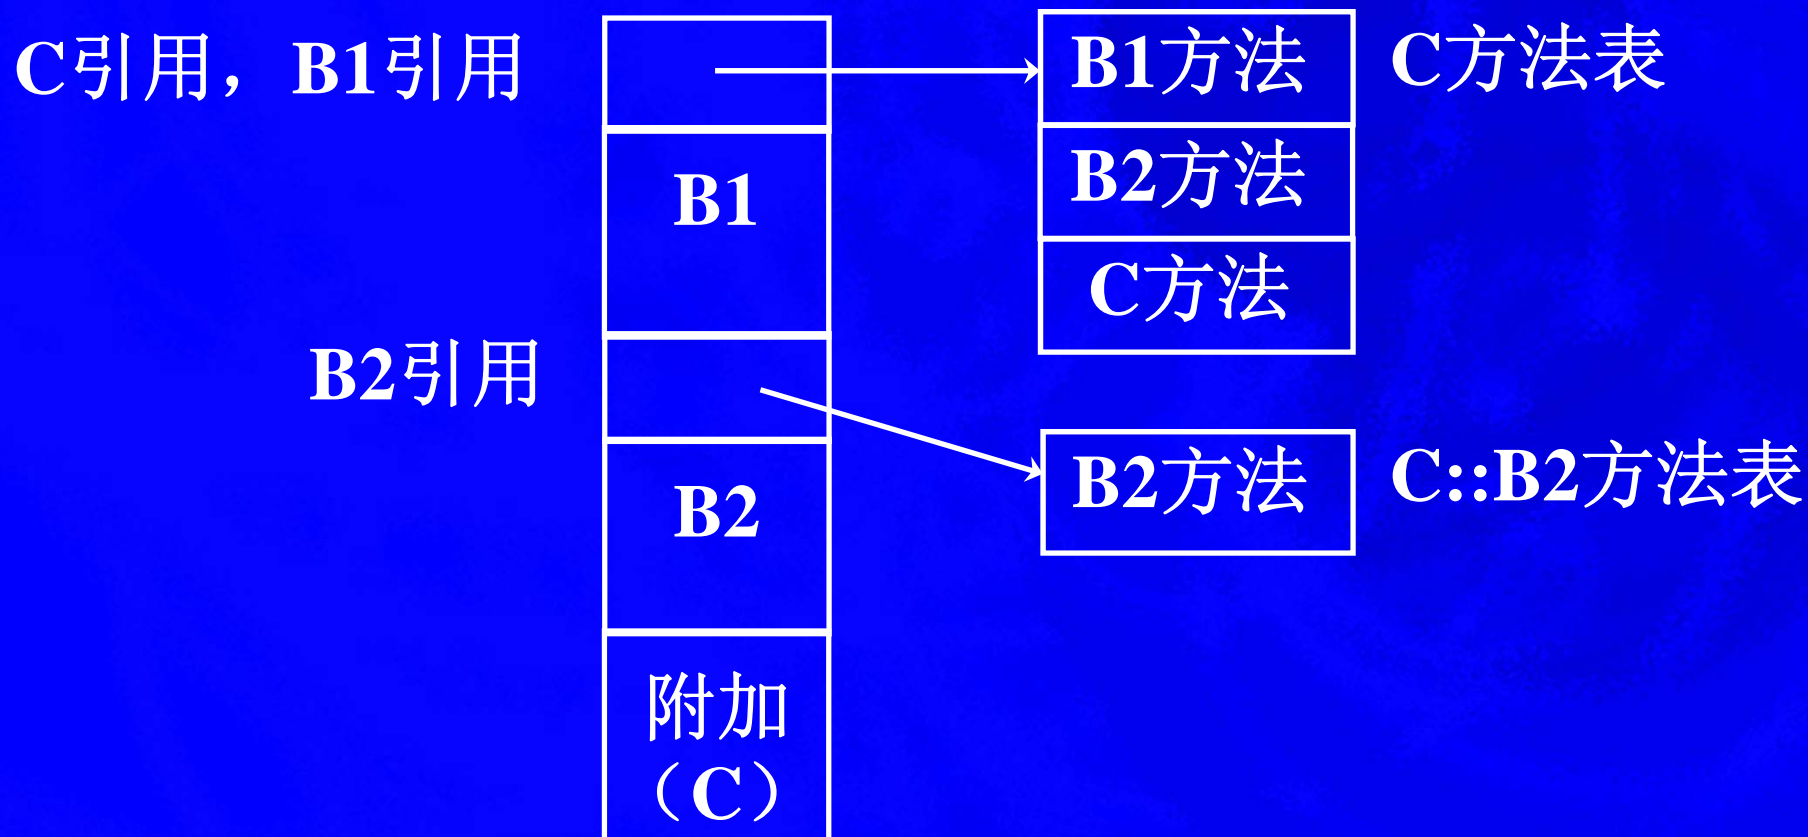 C引用，B1引用
B1方法
C方法表
B1
B2方法
C方法
B2引用
B2方法
C::B2方法表
B2
附加
（C）